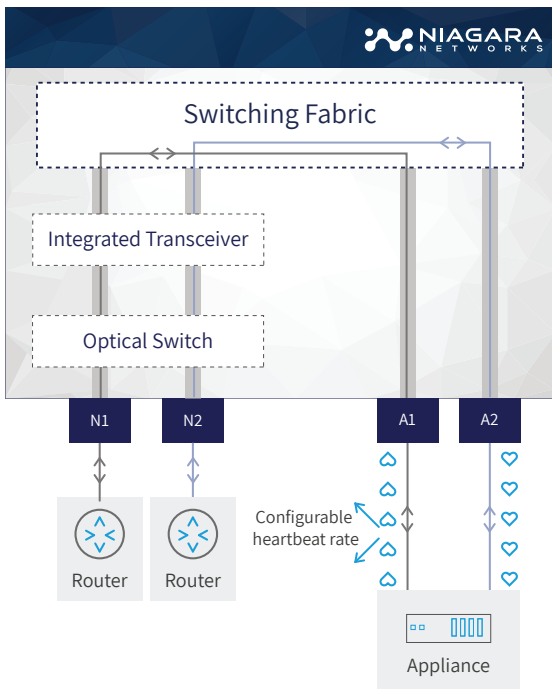 NIAGARA
NETWORKS
Switching Fabric
Integrated Transceiver
Optical Switch
N1
N2
A1
A2
Configurable
heartbeat rate
Router
Router
Appliance